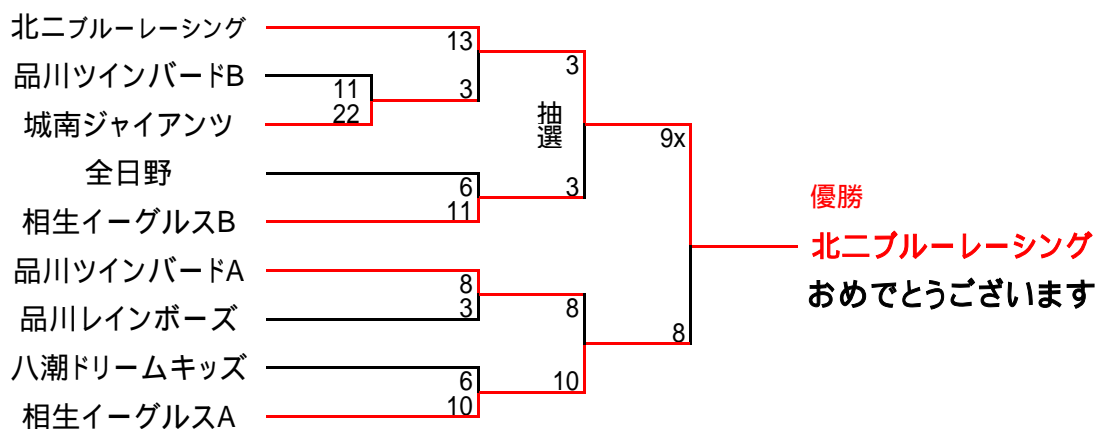 北二ブルーレーシング
13
品川ツインバードB
11
3
3
城南ジャイアンツ
22
抽選
9x
全日野
6
3
相生イーグルスB
11
優勝
北二ブルーレーシング
おめでとうございます
品川ツインバードA
8
品川レインボーズ
3
8
8
八潮ドリームキッズ
6
10
相生イーグルスA
10